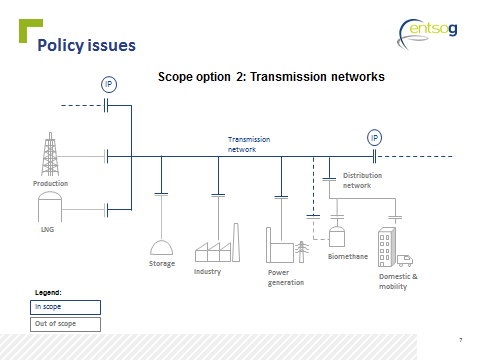 Policy issues
entsog
Scope option 2: Transmission networks
IP
Transmission
network
IP
Production
Distribution
network
LNG
Storage
Industry
Power
generation
Biomethane
Domestic &
mobility
Legend:
In scope
Out of scope
7